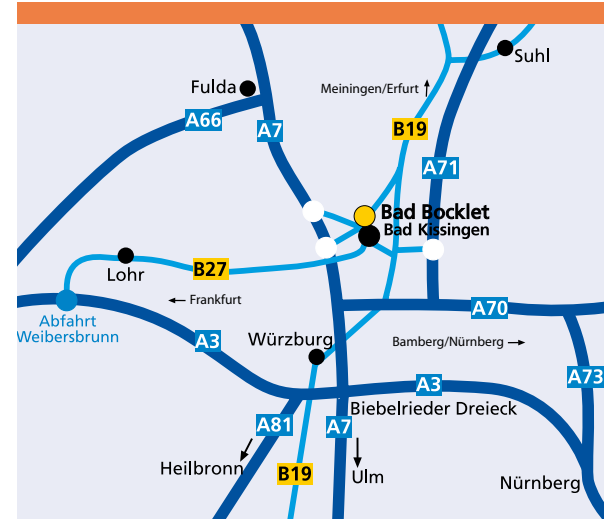 Suhl
Fulda
Meiningen/Erfurt
A66
A7
B19
A71
Bad Bocklet
Bad Kissingen
Lohr
B27
Frankfurt
Abfahrt
Weibersbrunn
A70
A3
Würzburg
Bamberg/Nürnberg
A73
A3
Biebelrieder Dreieck
A81
A7
Heilbronn
B19
Ulm
Nürnberg